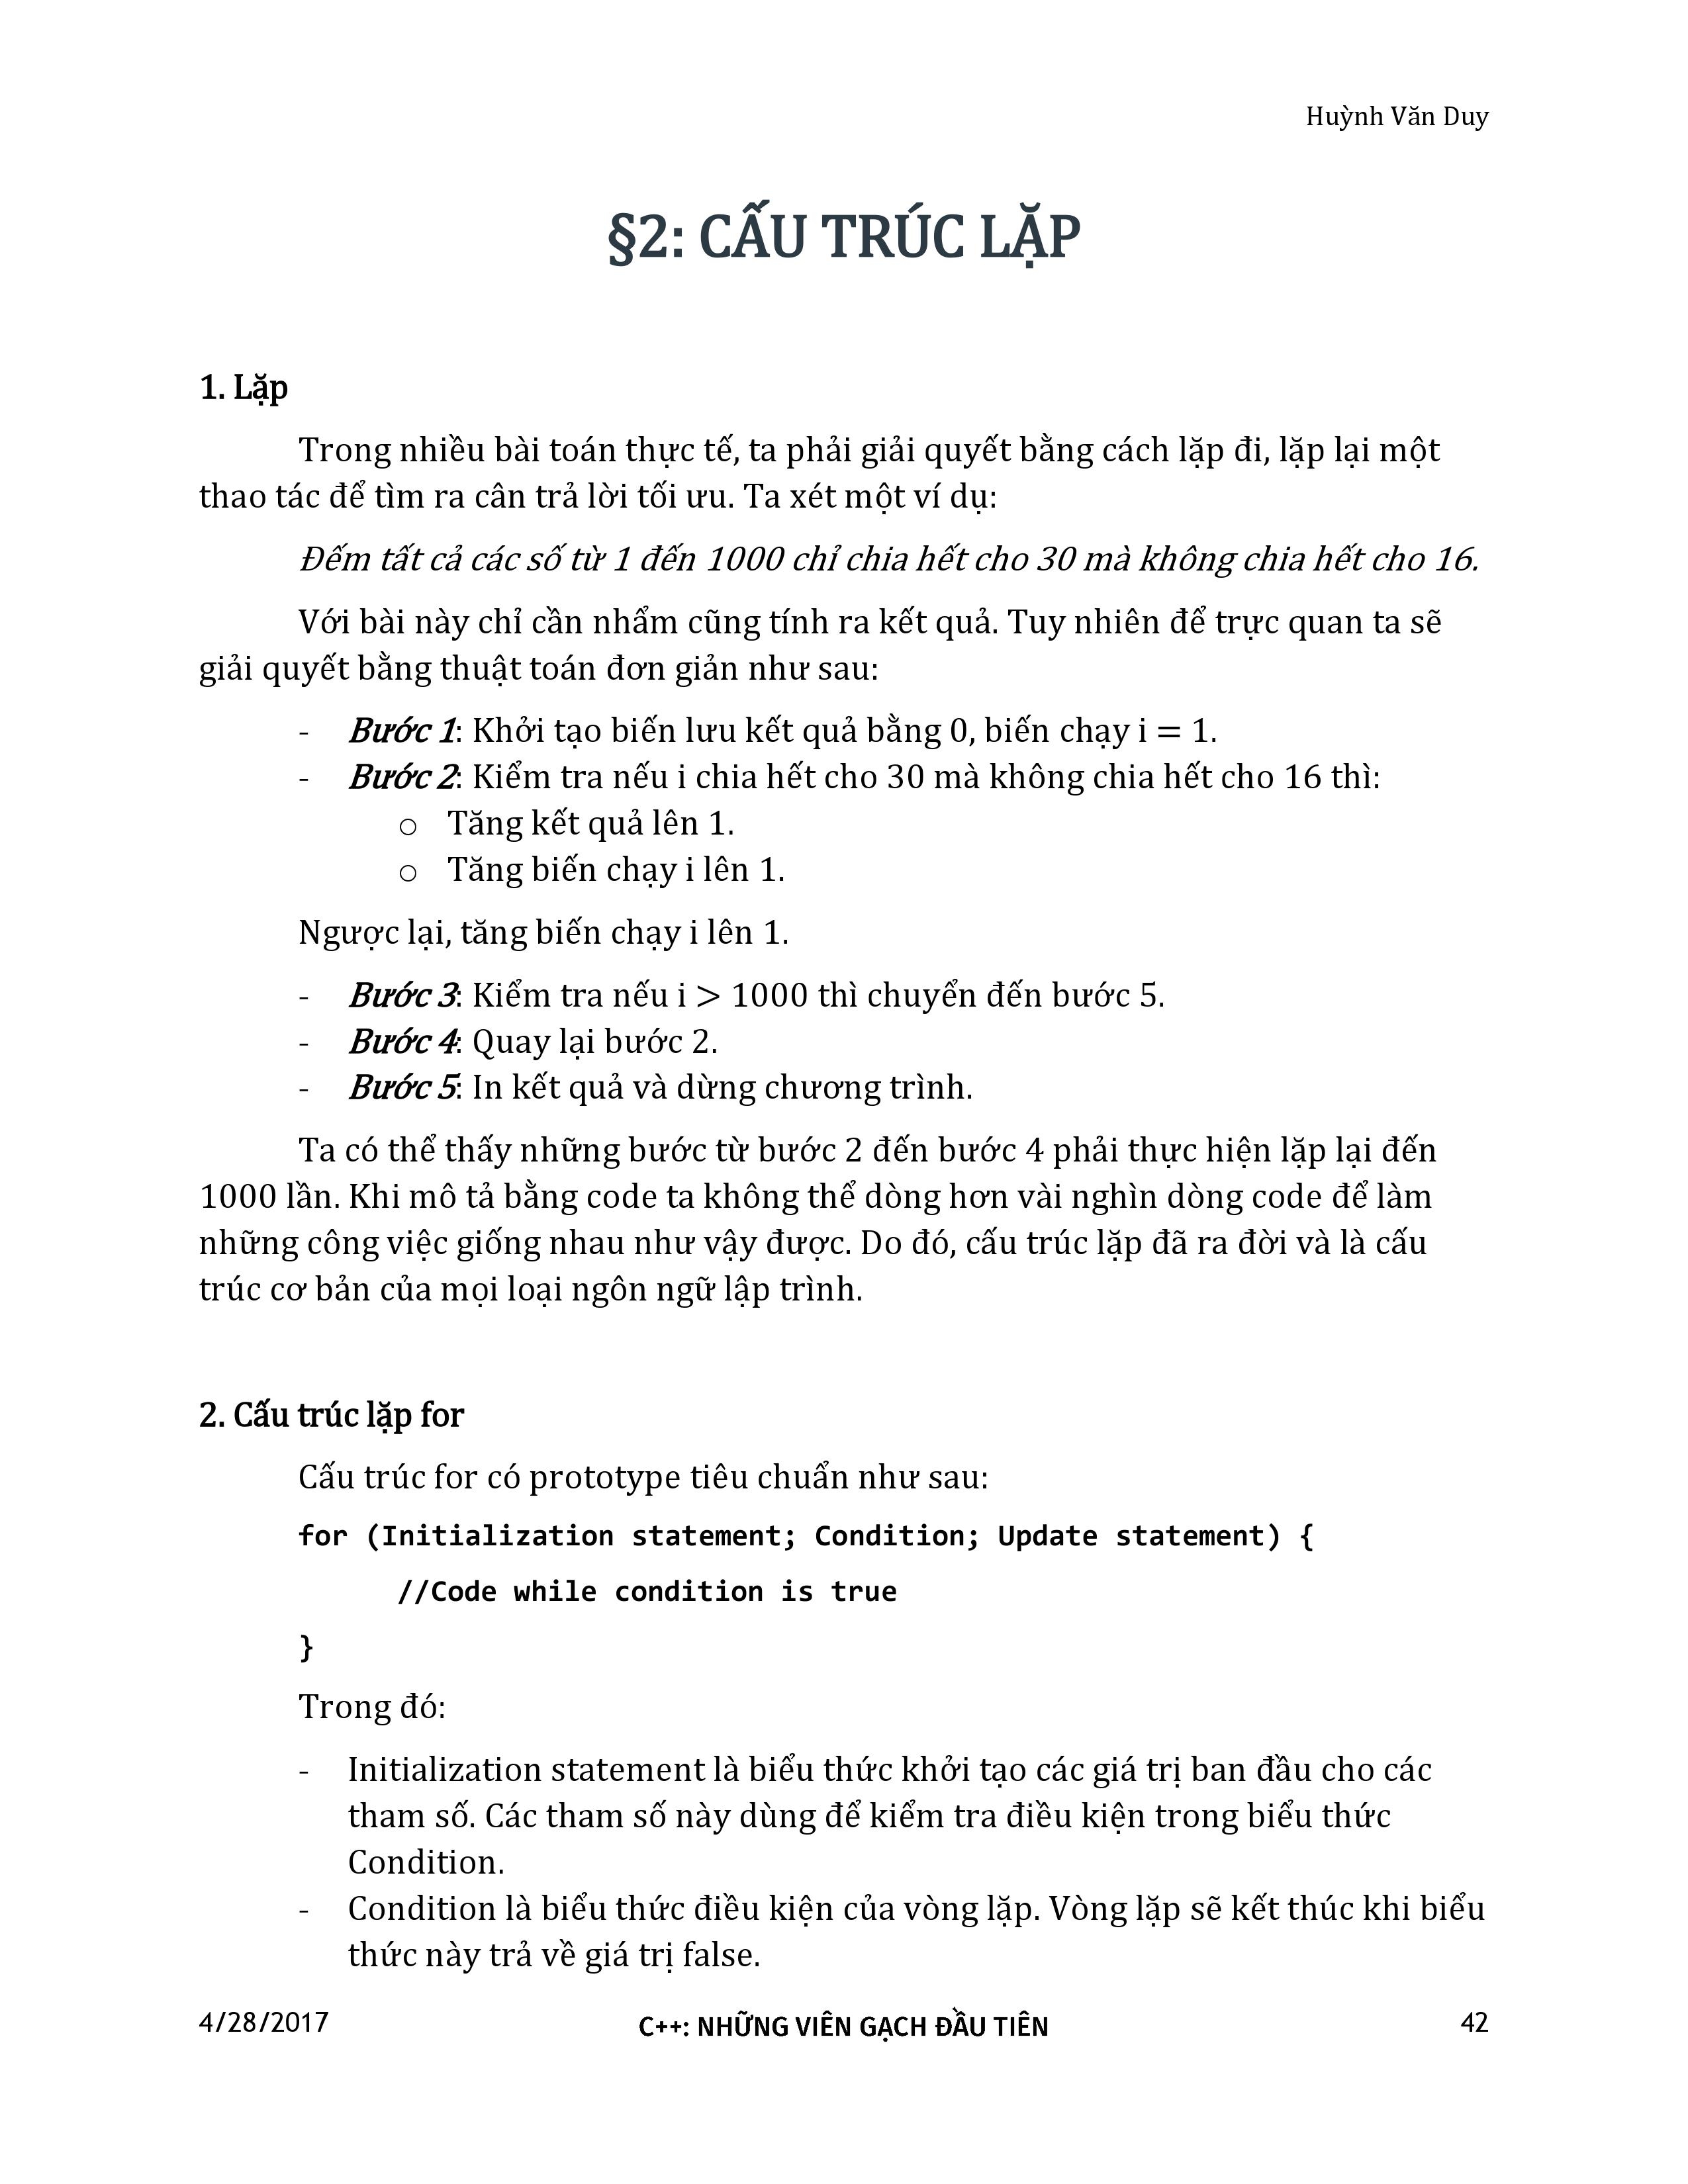 Huỳnh Văn Duy
§2: CẤU TRÚC LẶP
1. Lặp
Trong nhiều bài toán thực tế, ta phải giải quyết bằng cách lặp đi, lặp lại một
thao tác để tìm ra cân trả lời tối ưu. Ta xét một ví dụ:
Đếm tất cả các số từ 1 đến 1000 chỉ chia hết cho 30 mà không chia hết cho 16.
Với bài này chỉ cần nhẩm cũng tính ra kết quả. Tuy nhiên để trực quan ta sẽ
giải quyết bằng thuật toán đơn giản như sau:
- Bước 1: Khởi tạo biến lưu kết quả bằng 0, biến chạy i = 1.
- Bước 2: Kiểm tra nếu i chia hết cho 30 mà không chia hết cho 16 thì:
o Tăng kết quả lên 1.
o Tăng biến chạy i lên 1.
Ngược lại, tăng biến chạy i lên 1.
- Bước 3: Kiểm tra nếu i > 1000 thì chuyển đến bước 5.
- Bước 4: Quay lại bước 2.
- Bước 5: In kết quả và dừng chương trình.
Ta có thể thấy những bước từ bước 2 đến bước 4 phải thực hiện lặp lại đến
1000 lần. Khi mô tả bằng code ta không thể dòng hơn vài nghìn dòng code để làm
những công việc giống nhau như vậy được. Do đó, cấu trúc lặp đã ra đời và là cấu
trúc cơ bản của mọi loại ngôn ngữ lập trình.
2. Cấu trúc lặp for
Cấu trúc for có prototype tiêu chuẩn như sau:
for (Initialization statement; Condition; Update statement) {
//Code while condition is true
}
Trong đó:
- Initialization statement là biểu thức khởi tạo các giá trị ban đầu cho các
tham số. Các tham số này dùng để kiểm tra điều kiện trong biểu thức
Condition.
- Condition là biểu thức điều kiện của vòng lặp. Vòng lặp sẽ kết thúc khi biểu
thức này trả về giá trị false.
4/28/2017 C++: NHỮNG VIÊN GẠCH ĐẦU TIÊN 42